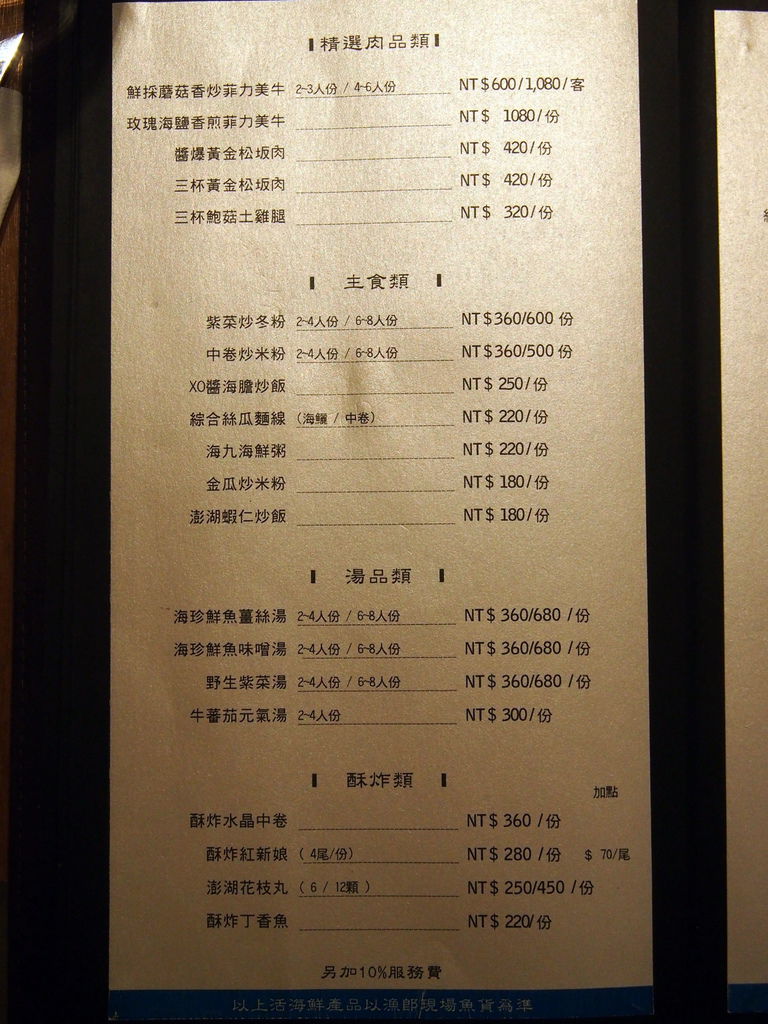 精選肉品類
鮮採蘑菇香炒菲力美牛 2~3人份 / 4~6人份 NT$600/1,080/客
玫瑰海鹽香煎菲力美牛 NT$ 1080/份
醬爆黃金松坂肉 NT$ 420/份
三杯黃金松坂肉 NT$ 420/份
三杯鮑菇土雞腿 NT$ 320/份
主食類
紫菜炒冬粉 2~4人份 / 6~8人份 NT$360/600 份
中卷炒米粉 2~4人份 / 6~8人份 NT$360/500 份
XO醬海膽炒飯 NT$ 250/份
綜合絲瓜麵線 (海鱺 / 中卷) NT$ 220/份
海九海鮮粥 NT$ 220/份
金瓜炒米粉 NT$ 180/份
澎湖蝦仁炒飯 NT$ 180/份
湯品類
海珍鮮魚薑絲湯 2~4人份 / 6~8人份 NT$ 360/680 /份
海珍鮮魚味噌湯 2~4人份 / 6~8人份 NT$ 360/680 /份
野生紫菜湯 2~4人份 / 6~8人份 NT$ 360/680 /份
牛蕃茄元氣湯 2~4人份 NT$ 300/份
酥炸類
加點
酥炸水晶中卷 NT$ 360 /份
酥炸紅新娘 ( 4尾/份) NT$ 280 /份 $ 70/尾
澎湖花枝丸 ( 6 / 12顆 ) NT$ 250/450 /份
酥炸丁香魚 NT$ 220/份
另加10%服務費
以上活海鮮產品以漁郎現場魚貨為準